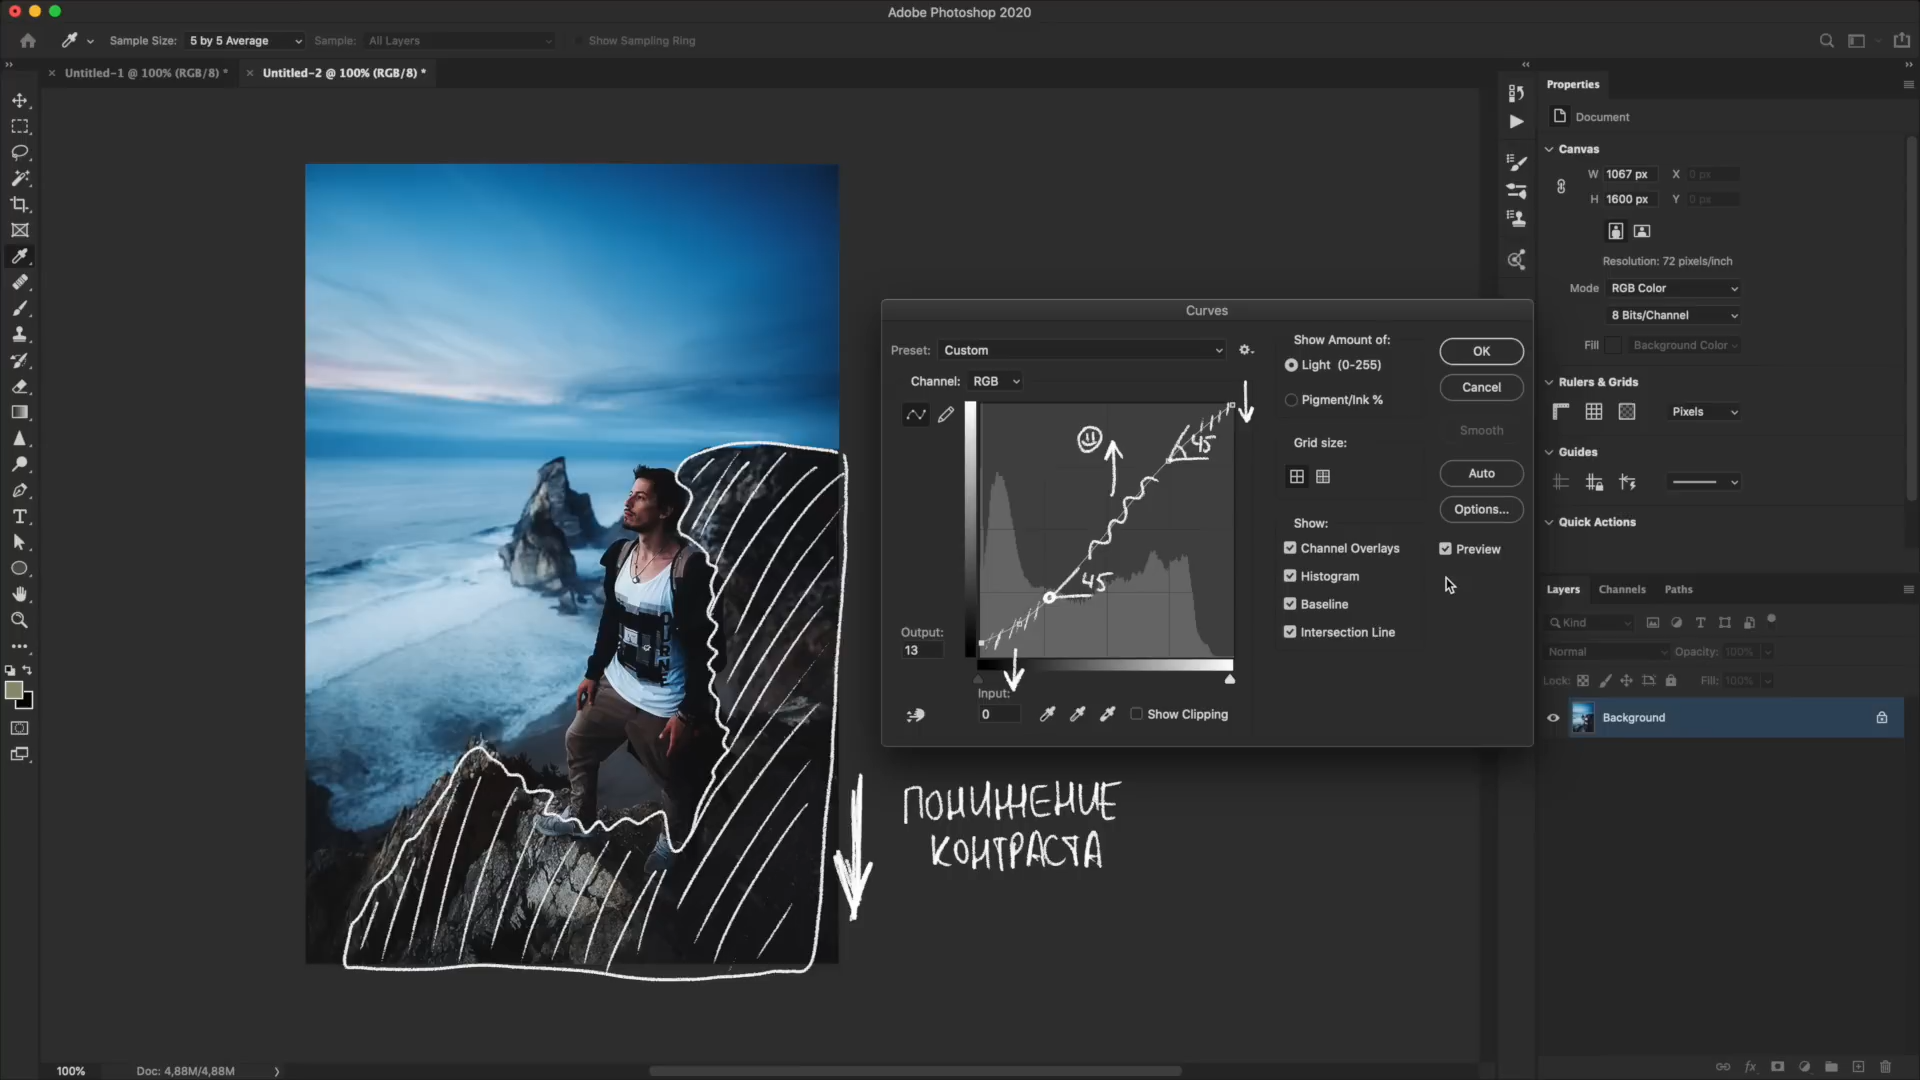 Adobe Photoshop 2020
Sample Size: 5 by 5 Average Sample: All Layers Show Sampling Ring
Untitled-1 @ 100% (RGB/8) * Untitled-2 @ 100% (RGB/8) *
Properties
Document
Canvas
W 1067 px X 0 px
H 1600 px Y 0 px
Resolution: 72 pixels/inch
Mode RGB Color
8 Bits/Channel
Fill Background Color
Rulers & Grids
Pixels
Guides
Quick Actions
Curves
Preset: Custom
Channel: RGB
Show Amount of:
Light (0-255)
Pigment/Ink %
Grid size:
Show:
Channel Overlays
Histogram
Baseline
Intersection Line
OK
Cancel
Smooth
Auto
Options...
Preview
45
45
Output:
13
Input:
0
Show Clipping
ПОНИЖЕНИЕ
КОНТРАСТА
Layers Channels Paths
Kind
Normal Opacity: 100%
Lock: Fill: 100%
Background
100% Doc: 4,88M/4,88M